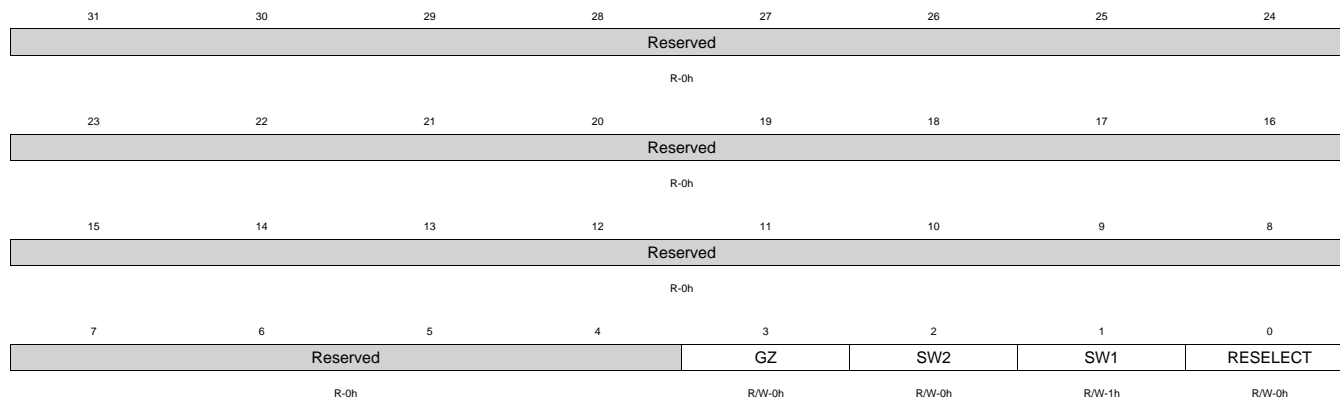 31 30 29 28 27 26 25 24
Reserved
R-0h
23 22 21 20 19 18 17 16
Reserved
R-0h
15 14 13 12 11 10 9 8
Reserved
R-0h
7 6 5 4 3 2 1 0
Reserved GZ SW2 SW1 RESELECT
R-0h R/W-0h R/W-0h R/W-1h R/W-0h